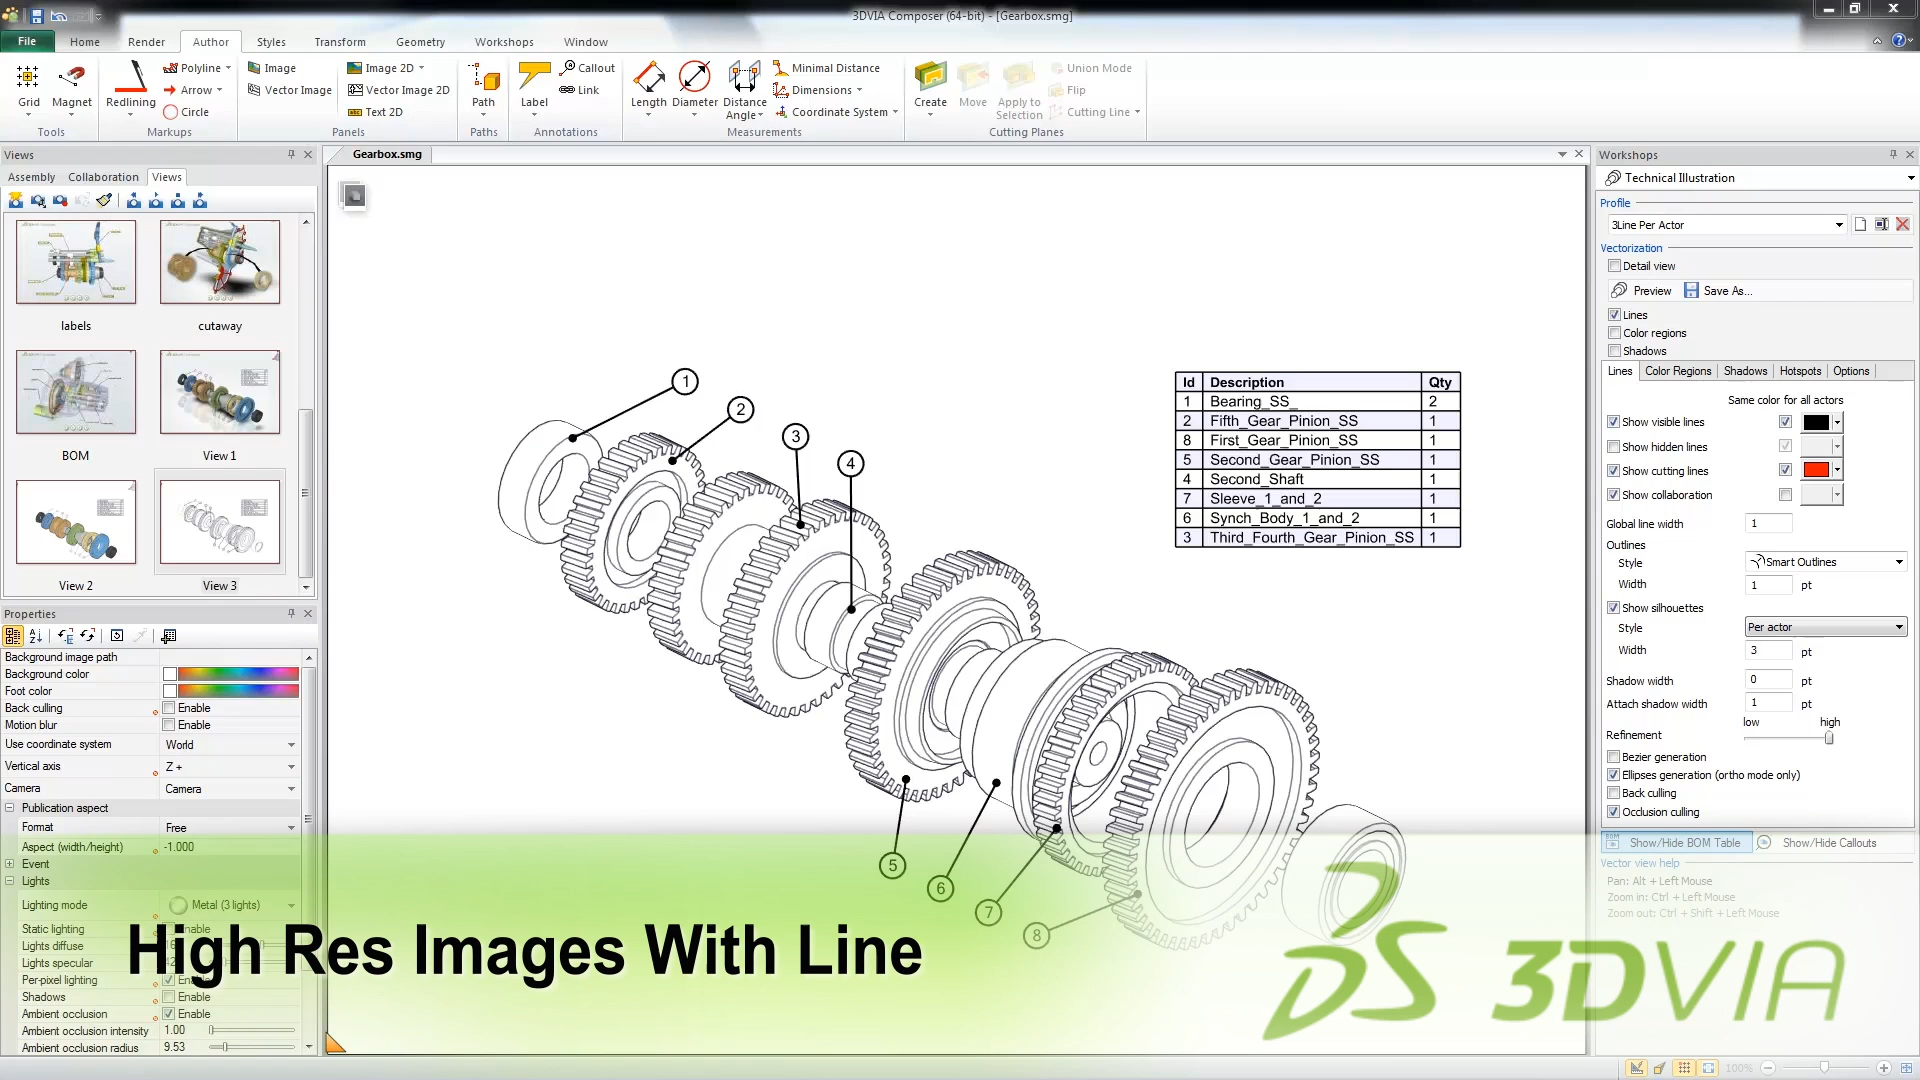 3DVIA Composer (64-bit) - [Gearbox.smg]
File Home Render Author Styles Transform Geometry Workshops Window
Grid Magnet Tools
Redlining Polyline Arrow Circle Markups
Image Vector Image Image 2D Vector Image 2D Text 2D Panels
Path Paths
Label Callout Link Annotations
Length Diameter Distance Angle Minimal Distance Dimensions Coordinate System Measurements
Create Move Apply to Selection Union Mode Flip Cutting Line Cutting Planes
Views
Assembly Collaboration Views
labels cutaway
BOM View 1
View 2 View 3
Properties
Background image path
Background color
Foot color
Back culling Enable
Motion blur Enable
Use coordinate system World
Vertical axis Z +
Camera Camera
Publication aspect
Format Free
Aspect (width/height) -1.000
Event
Lights
Lighting mode Metal (3 lights)
Static lighting
Lights diffuse
Lights specular
Per-pixel lighting
Shadows Enable
Ambient occlusion Enable
Ambient occlusion intensity 1.00
Ambient occlusion radius 9.53
Gearbox.smg
1
2
3
4
5
6
7
8
Id Description Qty
1 Bearing_SS_ 2
2 Fifth_Gear_Pinion_SS 1
8 First_Gear_Pinion_SS 1
5 Second_Gear_Pinion_SS 1
4 Second_Shaft 1
7 Sleeve_1_and_2 1
6 Synch_Body_1_and_2 1
3 Third_Fourth_Gear_Pinion_SS 1
Workshops
Technical Illustration
Profile
3Line Per Actor
Vectorization
Detail view
Preview Save As...
Lines
Color regions
Shadows
Lines Color Regions Shadows Hotspots Options
Same color for all actors
Show visible lines
Show hidden lines
Show cutting lines
Show collaboration
Global line width 1
Outlines
Style Smart Outlines
Width 1 pt
Show silhouettes
Style Per actor
Width 3 pt
Shadow width 0 pt
Attach shadow width 1 pt
low high
Refinement
Bezier generation
Ellipses generation (ortho mode only)
Back culling
Occlusion culling
Show/Hide BOM Table Show/Hide Callouts
Vector view help
Pan: Alt + Left Mouse
Zoom in: Ctrl + Left Mouse
Zoom out: Ctrl + Shift + Left Mouse
High Res Images With Line
3DVIA
100%